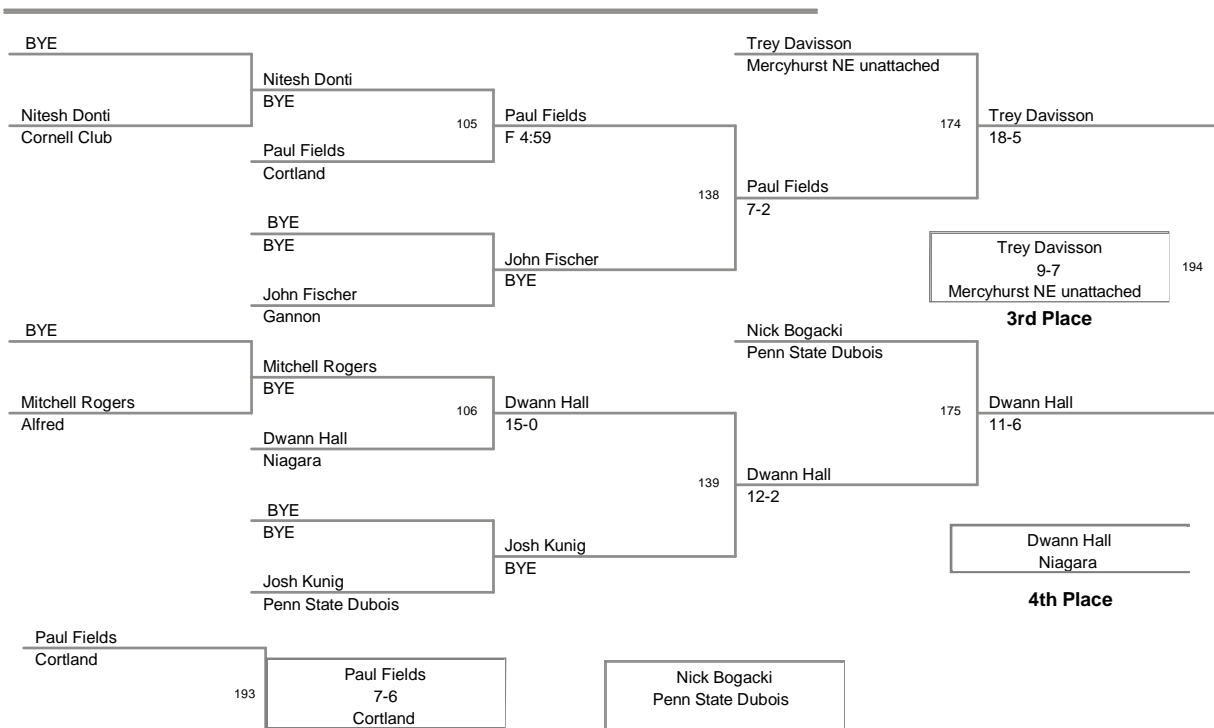 BYE
Trey Davisson
Mercyhurst NE unattached
Nitesh Donti
BYE
Nitesh Donti
Cornell Club
105
Paul Fields
F 4:59
174
Trey Davisson
18-5
Paul Fields
Cortland
138
Paul Fields
7-2
BYE
BYE
John Fischer
BYE
Trey Davisson
9-7
Mercyhurst NE unattached
194
John Fischer
Gannon
3rd Place
BYE
Nick Bogacki
Penn State Dubois
Mitchell Rogers
BYE
Mitchell Rogers
Alfred
106
Dwann Hall
15-0
175
Dwann Hall
11-6
Dwann Hall
Niagara
139
Dwann Hall
12-2
BYE
BYE
Josh Kunig
BYE
Dwann Hall
Niagara
Josh Kunig
Penn State Dubois
4th Place
Paul Fields
Cortland
193
Paul Fields
7-6
Cortland
Nick Bogacki
Penn State Dubois